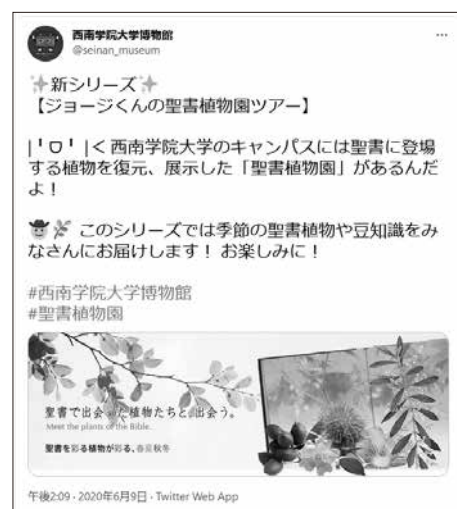 西南学院大学博物館
@seinan_museum
✨新シリーズ✨
【ジョージくんの聖書植物園ツアー】
|╹ロ╹|< 西南学院大学のキャンパスには聖書に登場
する植物を復元、展示した「聖書植物園」があるんだ
よ！
🤠🌿 このシリーズでは季節の聖書植物や豆知識をみ
なさんにお届けします！ お楽しみに！
#西南学院大学博物館
#聖書植物園
聖書で出会った植物たちと、出会う。
Meet the plants of the Bible.
聖書を彩る植物が彩る、春夏秋冬
午後2:09 · 2020年6月9日 · Twitter Web App